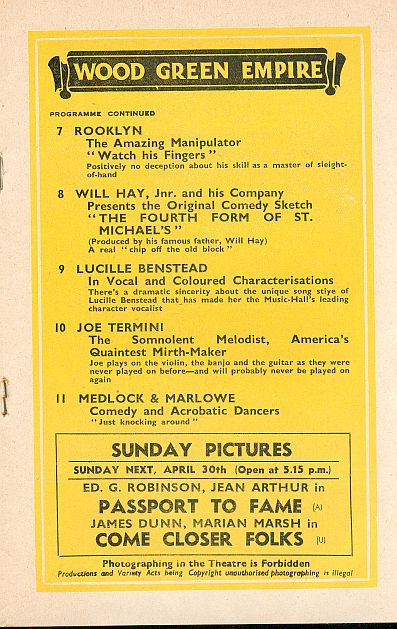 WOOD GREEN EMPIRE
PROGRAMME CONTINUED
7 ROOKLYN
The Amazing Manipulator
"Watch his Fingers"
Positively no deception about his skill as a master of sleight-
of-hand
8 WILL HAY, Jnr. and his Company
Presents the Original Comedy Sketch
"THE FOURTH FORM OF ST.
MICHAEL'S"
(Produced by his famous father, Will Hay)
A real "chip off the old block"
9 LUCILLE BENSTEAD
In Vocal and Coloured Characterisations
There's a dramatic sincerity about the unique song stiye of
Lucille Benstead that has made her the Music-Hall's leading
character vocalist
10 JOE TERMINI
The Somnolent Melodist, America's
Quaintest Mirth-Maker
Joe plays on the violin, the banjo and the guitar as they were
never played on before—and will probably never be played on
again
11 MEDLOCK & MARLOWE
Comedy and Acrobatic Dancers
"Just knocking around"
SUNDAY PICTURES
SUNDAY NEXT, APRIL 30th (Open at 5.15 p.m.)
ED. G. ROBINSON, JEAN ARTHUR in
PASSPORT TO FAME (A)
JAMES DUNN, MARIAN MARSH in
COME CLOSER FOLKS (U)
Photographing in the Theatre is Forbidden
Productions and Variety Acts being Copyright unauthorised photographing is illegal